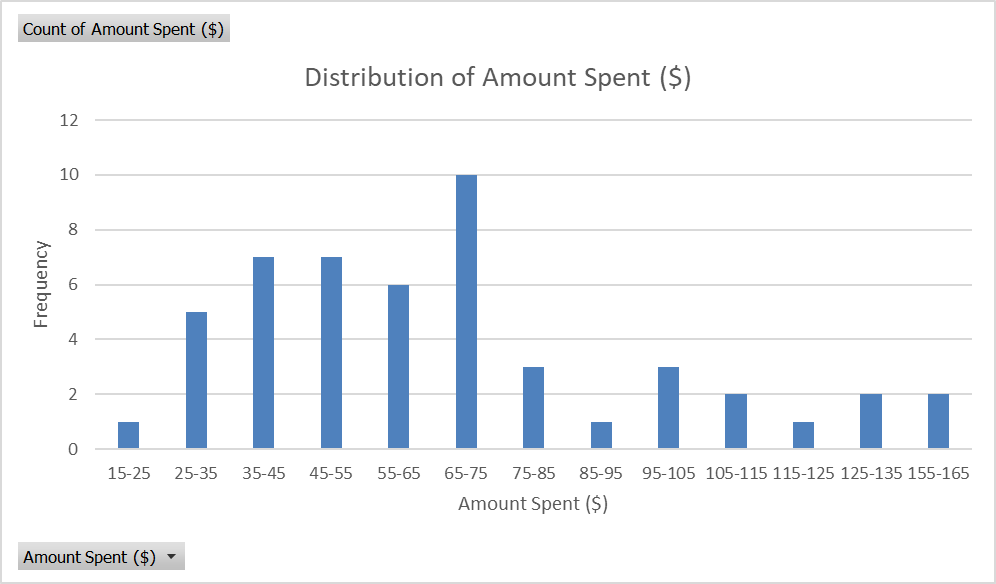 Count of Amount Spent ($)
Distribution of Amount Spent ($)
12
10
8
6
4
2
0
Frequency
15-25 25-35 35-45 45-55 55-65 65-75 75-85 85-95 95-105 105-115 115-125 125-135 155-165
Amount Spent ($)
Amount Spent ($)